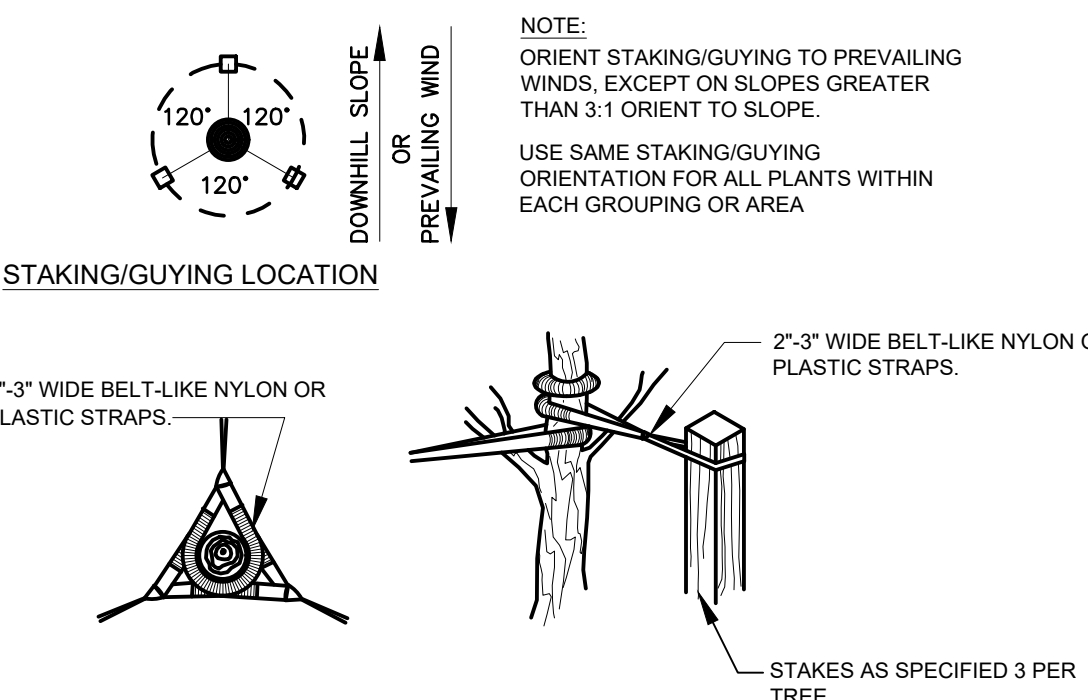 120° 120°
120°
DOWNHILL SLOPE
OR
PREVAILING WIND
NOTE:
ORIENT STAKING/GUYING TO PREVAILING
WINDS, EXCEPT ON SLOPES GREATER
THAN 3:1 ORIENT TO SLOPE.
USE SAME STAKING/GUYING
ORIENTATION FOR ALL PLANTS WITHIN
EACH GROUPING OR AREA
STAKING/GUYING LOCATION
"-3" WIDE BELT-LIKE NYLON OR
LASTIC STRAPS.
2"-3" WIDE BELT-LIKE NYLON O
PLASTIC STRAPS.
STAKES AS SPECIFIED 3 PER
TREE